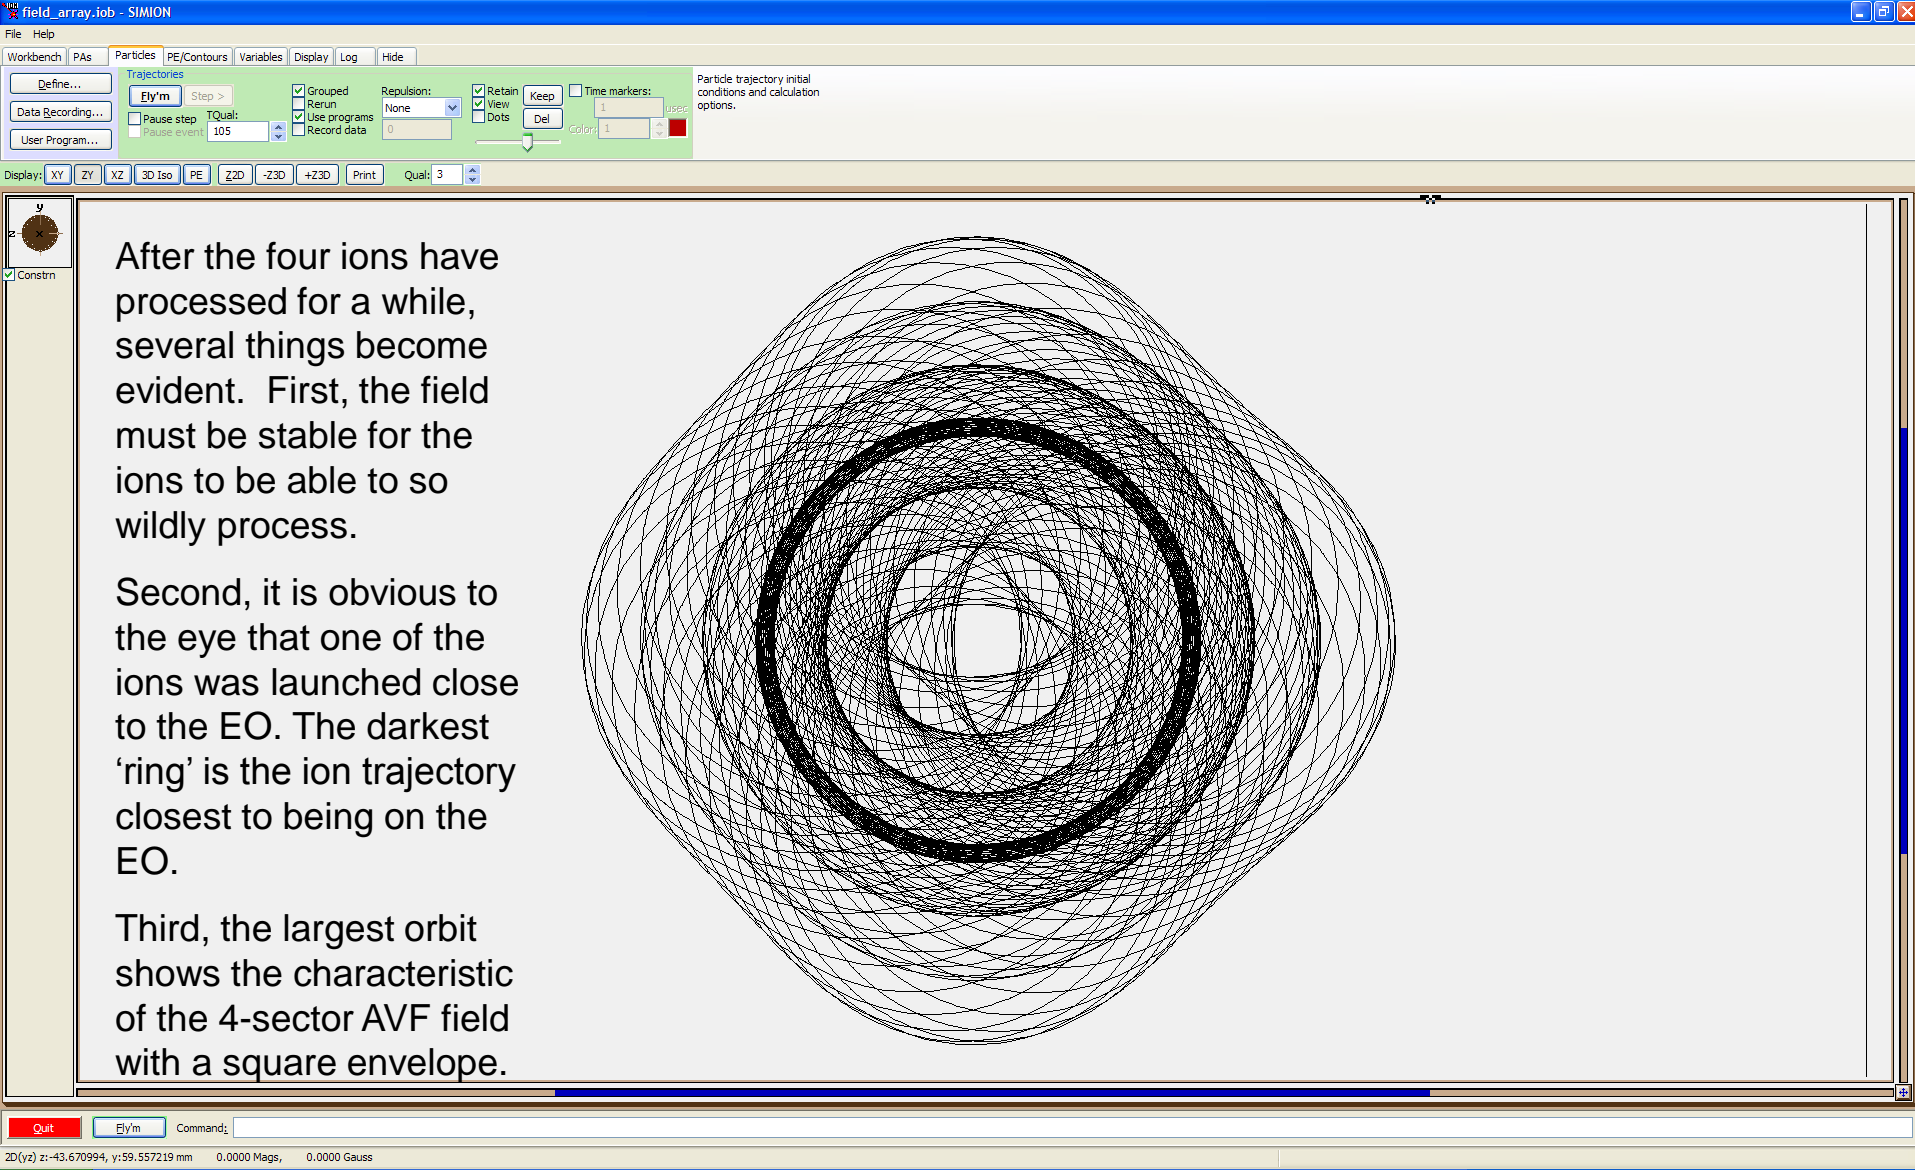 field_array.iob - SIMION
File Help
Workbench PAs Particles PE/Contours Variables Display Log Hide
Define...
Data Recording...
User Program...
Trajectories
Fly'm Step >
Pause step
Pause event
TQual:
105
Grouped
Rerun
Use programs
Record data
Repulsion:
None
0
Retain
View
Dots
Keep
Del
Time markers:
1 usec
Color: 1
Particle trajectory initial
conditions and calculation
options.
Display: XY ZY XZ 3D Iso PE Z2D -Z3D +Z3D Print Qual: 3
y
z x
Constrn
After the four ions have
processed for a while,
several things become
evident. First, the field
must be stable for the
ions to be able to so
wildly process.
Second, it is obvious to
the eye that one of the
ions was launched close
to the EO. The darkest
‘ring’ is the ion trajectory
closest to being on the
EO.
Third, the largest orbit
shows the characteristic
of the 4-sector AVF field
with a square envelope.
Quit Fly'm Command:
2D(yz) z:-43.670994, y:59.557219 mm 0.0000 Mags, 0.0000 Gauss